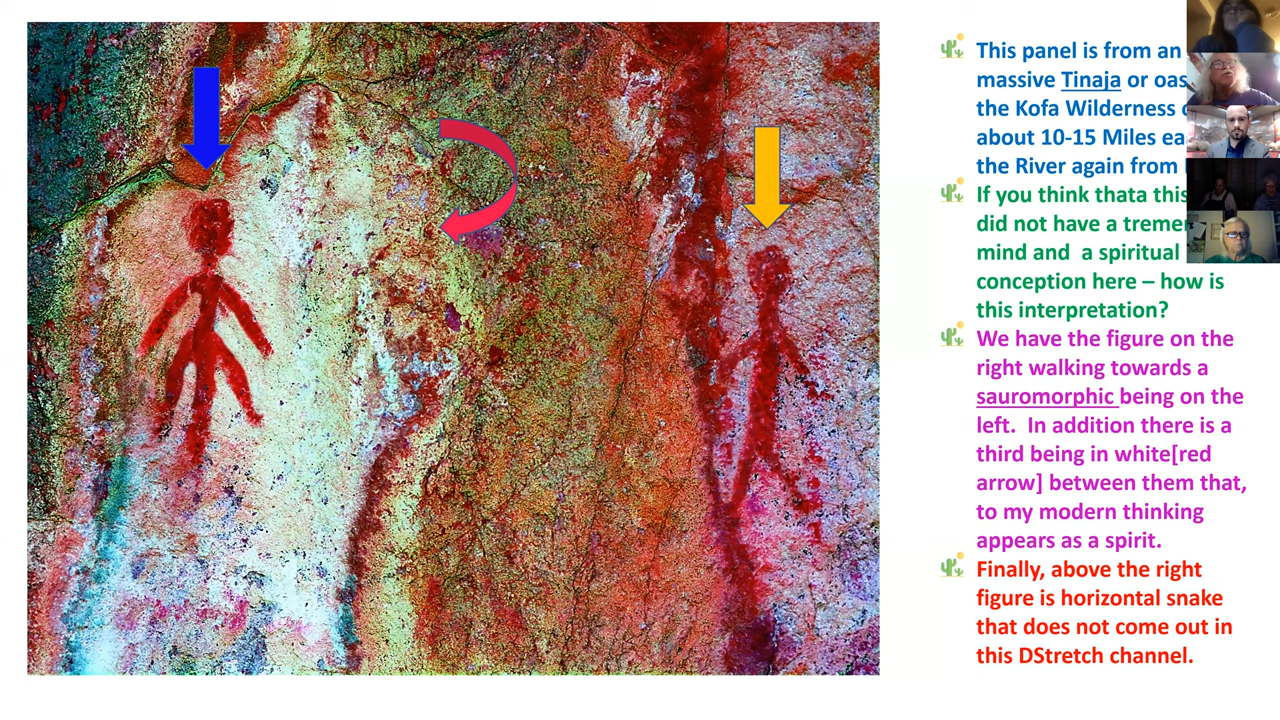 This panel is from an
massive Tinaja or
the Kofa Wilderness
about 10-15 Miles
the River again from
If you think thata this
did not have a
mind and a spiritual
conception here – how is
this interpretation?
We have the figure on the
right walking towards a
sauromorphic being on the
left. In addition there is a
third being in white[red
arrow] between them that,
to my modern thinking
appears as a spirit.
Finally, above the right
figure is horizontal snake
that does not come out in
this DStretch channel.